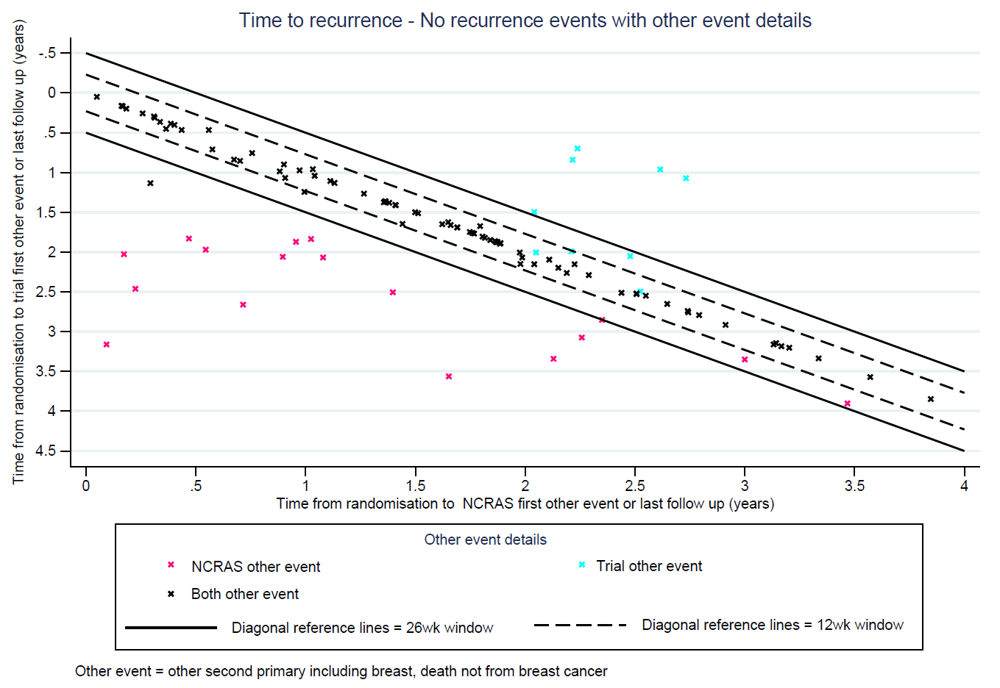 Time to recurrence - No recurrence events with other event details
Time from randomisation to trial first other event or last follow up (years)
-.5
0
.5
1
1.5
2
2.5
3
3.5
4
4.5
0 .5 1 1.5 2 2.5 3 3.5 4
Time from randomisation to  NCRAS first other event or last follow up (years)
Other event details
NCRAS other event Trial other event
Both other event
Diagonal reference lines = 26wk window Diagonal reference lines = 12wk window
Other event = other second primary including breast, death not from breast cancer